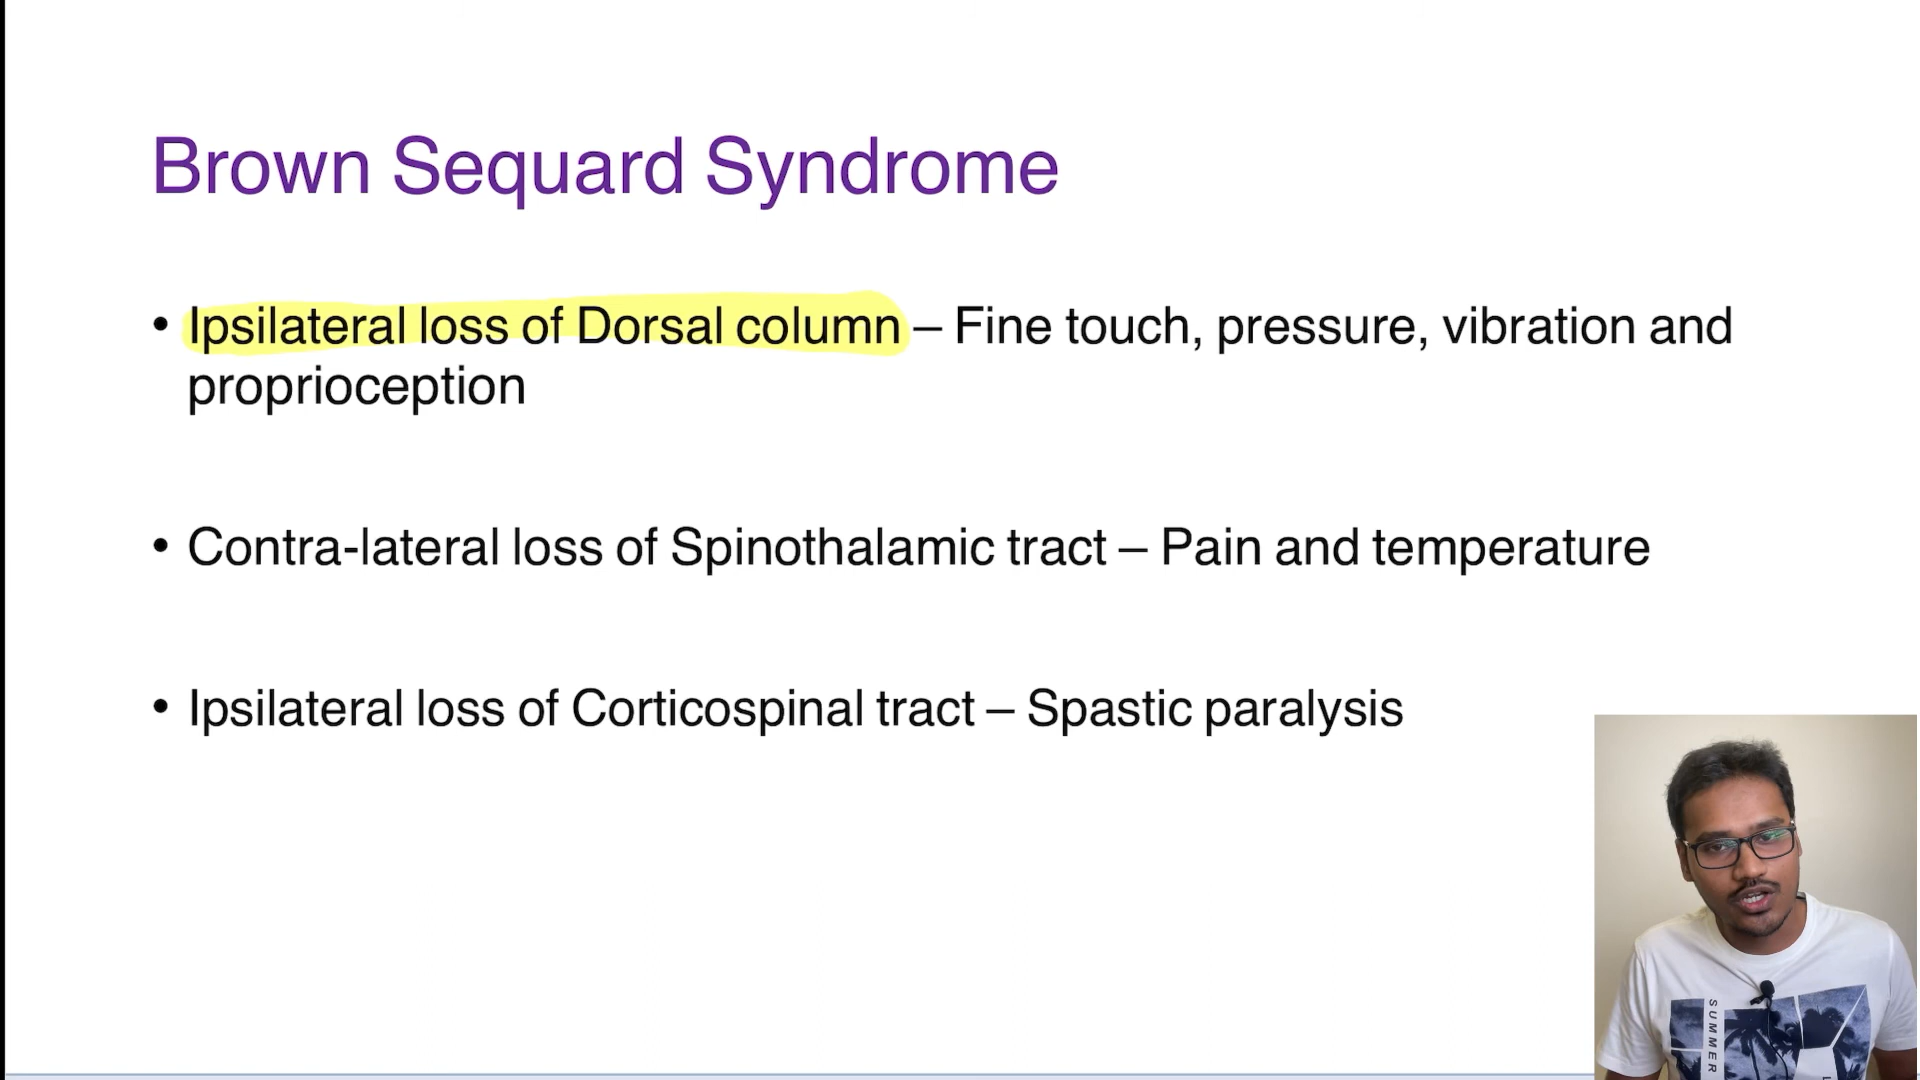 Brown Sequard Syndrome
• Ipsilateral loss of Dorsal column – Fine touch, pressure, vibration and
proprioception
• Contra-lateral loss of Spinothalamic tract – Pain and temperature
• Ipsilateral loss of Corticospinal tract – Spastic paralysis
SUMMER